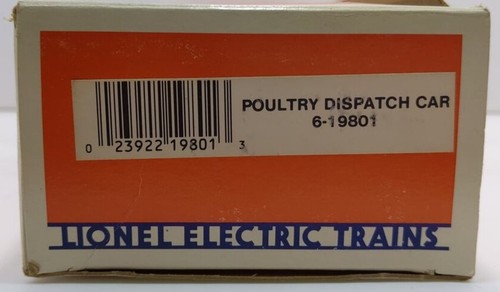 POULTRY DISPATCH CAR
6-19801
0 23922 19801 3
LIONEL ELECTRIC TRAINS